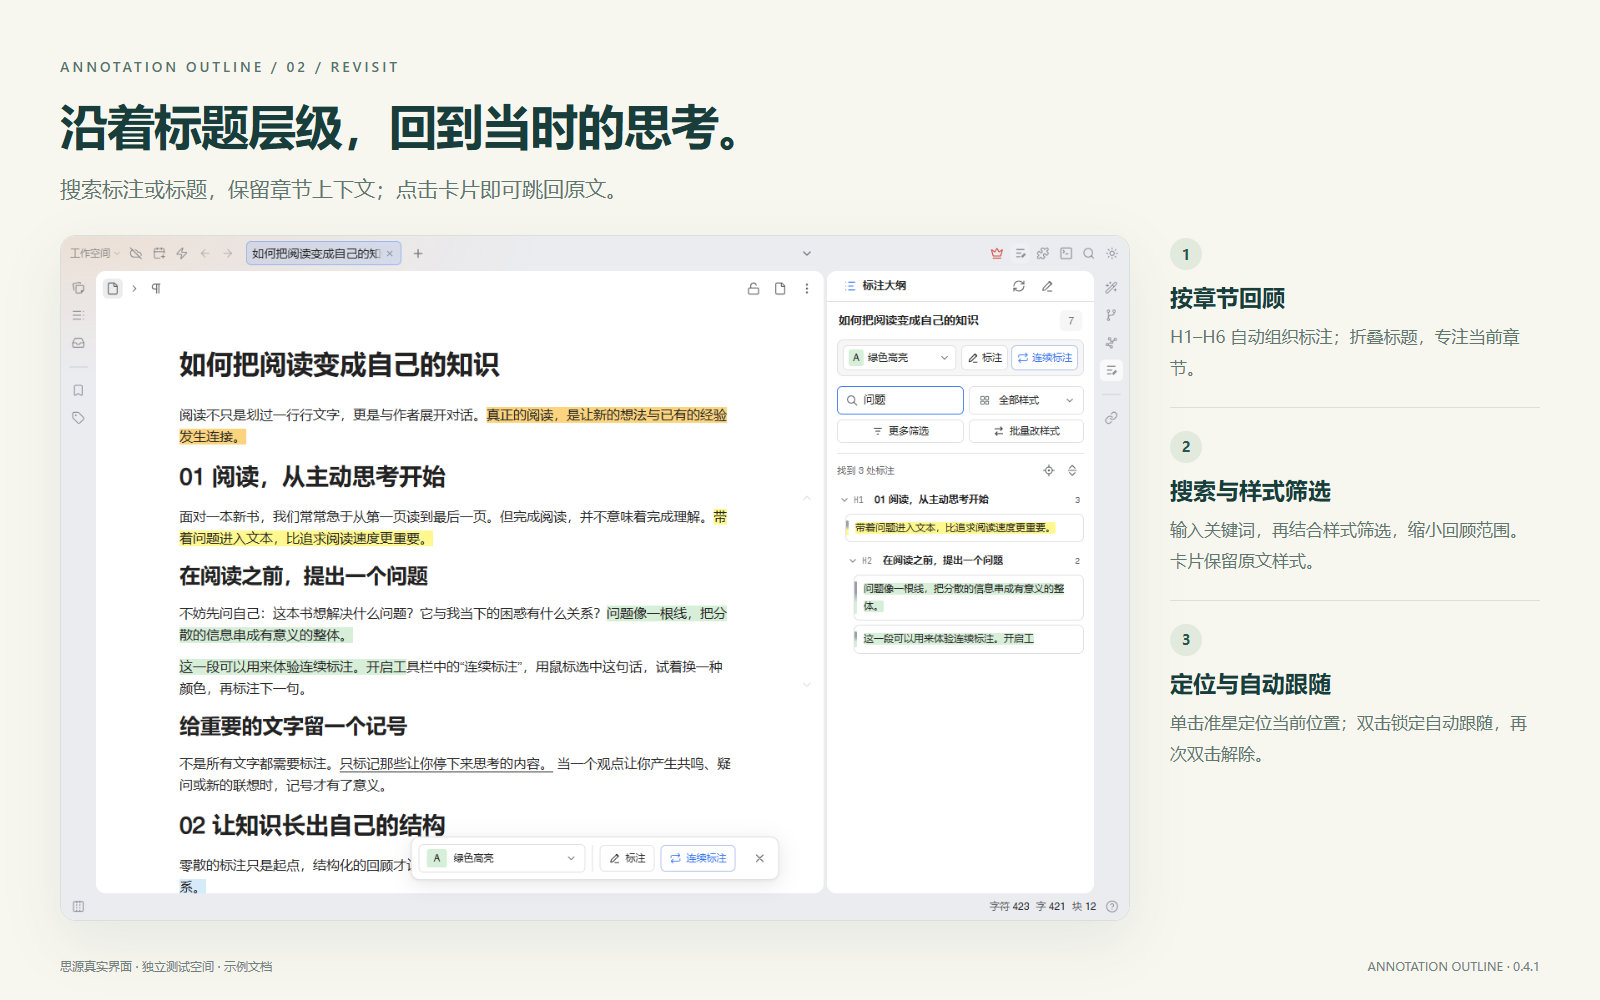 ANNOTATION OUTLINE / 02 / REVISIT
沿着标题层级，回到当时的思考。
搜索标注或标题，保留章节上下文；点击卡片即可跳回原文。
工作空间
如何把阅读变成自己的知
如何把阅读变成自己的知识
阅读不只是划过一行行文字，更是与作者展开对话。真正的阅读，是让新的想法与已有的经验
发生连接。
01 阅读，从主动思考开始
面对一本新书，我们常常急于从第一页读到最后一页。但完成阅读，并不意味着完成理解。带
着问题进入文本，比追求阅读速度更重要。
在阅读之前，提出一个问题
不妨先问自己：这本书想解决什么问题？它与我当下的困惑有什么关系？问题像一根线，把分
散的信息串成有意义的整体。
这一段可以用来体验连续标注。开启工具栏中的“连续标注”，用鼠标选中这句话，试着换一种
颜色，再标注下一句。
给重要的文字留一个记号
不是所有文字都需要标注。只标记那些让你停下来思考的内容。 当一个观点让你产生共鸣、疑
问或新的联想时，记号才有了意义。
02 让知识长出自己的结构
零散的标注只是起点，结构化的回顾才
系。
A 绿色高亮 标注 连续标注
标注大纲
如何把阅读变成自己的知识 7
A 绿色高亮 标注 连续标注
问题 全部样式
更多筛选 批量改样式
找到 3 处标注
H1 01 阅读，从主动思考开始 3
带着问题进入文本，比追求阅读速度更重要。
H2 在阅读之前，提出一个问题 2
问题像一根线，把分散的信息串成有意义的整
体。
这一段可以用来体验连续标注。开启工
字符 423 字 421 块 12
1
按章节回顾
H1–H6 自动组织标注；折叠标题，专注当前章
节。
2
搜索与样式筛选
输入关键词，再结合样式筛选，缩小回顾范围。
卡片保留原文样式。
3
定位与自动跟随
单击准星定位当前位置；双击锁定自动跟随，再
次双击解除。
思源真实界面 · 独立测试空间 · 示例文档
ANNOTATION OUTLINE · 0.4.1